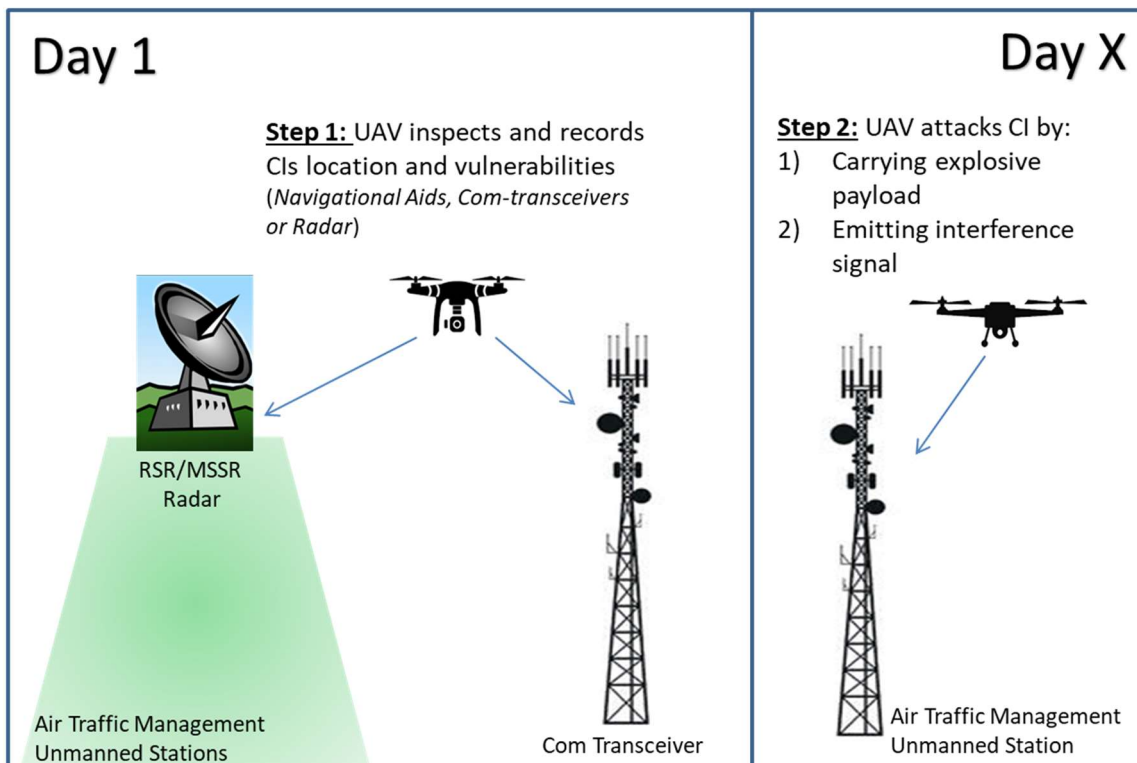 Day 1
Step 1: UAV inspects and records
CIs location and vulnerabilities
(Navigational Aids, Com-transceivers
or Radar)
RSR/MSSR
Radar
Air Traffic Management
Unmanned Stations
Com Transceiver
Day X
Step 2: UAV attacks CI by:
1) Carrying explosive
payload
2) Emitting interference
signal
Air Traffic Management
Unmanned Station